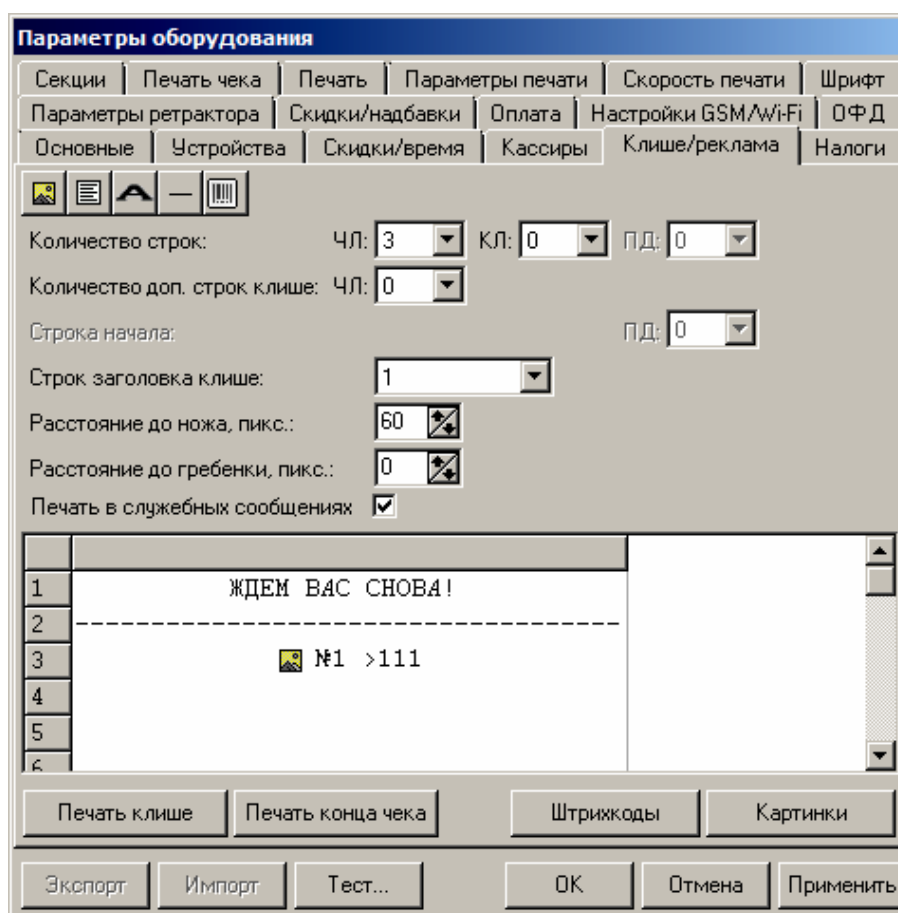 Параметры оборудования
Секции Печать чека Печать Параметры печати Скорость печати Шрифт
Параметры ретрактора Скидки/надбавки Оплата Настройки GSM/Wi-Fi ОФД
Основные Устройства Скидки/время Кассиры Клише/реклама Налоги
Количество строк: ЧЛ: 3 КЛ: 0 ПД: 0
Количество доп. строк клише: ЧЛ: 0
Строка начала: ПД: 0
Строк заголовка клише: 1
Расстояние до ножа, пикс.: 60
Расстояние до гребенки, пикс.: 0
Печать в служебных сообщениях
1 ЖДЕМ ВАС СНОВА!
2 ------------------------------------
3 №1 >111
4
5
6
Печать клише Печать конца чека Штрихкоды Картинки
Экспорт Импорт Тест... OK Отмена Применить